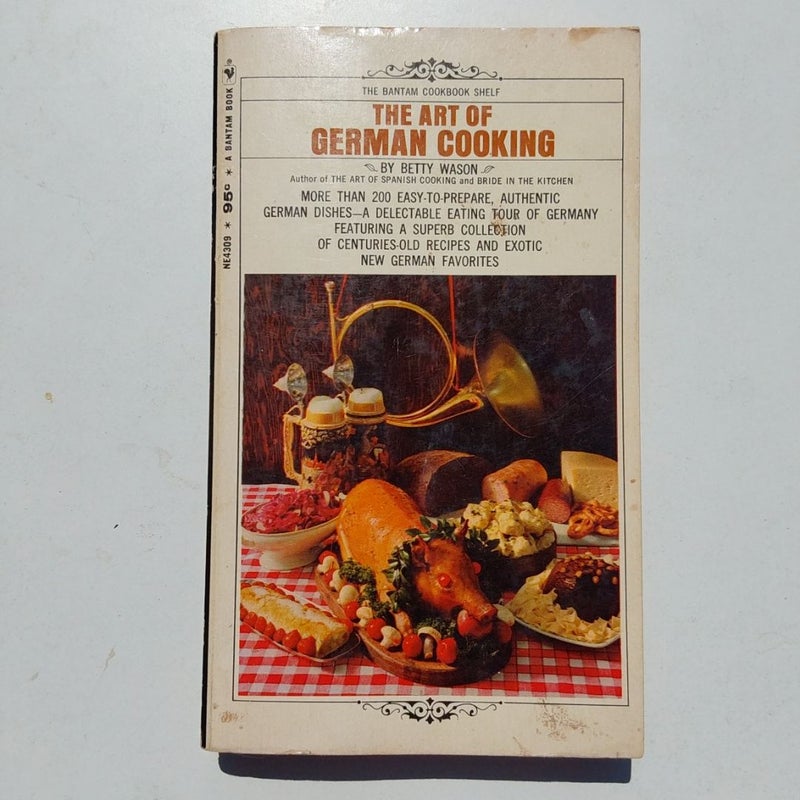 THE BANTAM COOKBOOK SHELF
THE ART OF
GERMAN COOKING
BY BETTY WASON
Author of THE ART OF SPANISH COOKING and BRIDE IN THE KITCHEN
MORE THAN 200 EASY-TO-PREPARE, AUTHENTIC
GERMAN DISHES—A DELECTABLE EATING TOUR OF GERMANY
FEATURING A SUPERB COLLECTION
OF CENTURIES-OLD RECIPES AND EXOTIC
NEW GERMAN FAVORITES
NE4309 * 95¢ * A BANTAM BOOK